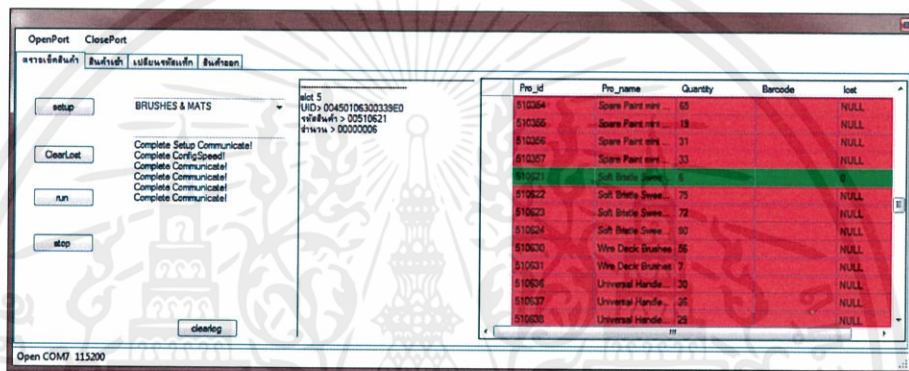 OpenPort ClosePort
ตรวจเช็คสินค้า สินค้าเข้า เปลี่ยนรหัสแท็ก สินค้าออก
setup
BRUSHES & MATS
ClearLost
Complete Setup Communicate!
Complete ConfigSpeed!
Complete Communicate!
Complete Communicate!
Complete Communicate!
Complete Communicate!
run
stop
clearlog
slot 5
UID> 00450106300339E0
รหัสสินค้า > 00510621
จำนวน > 00000006
Pro_id Pro_name Quantity Barcode lost
510354 Spare Paint mini ... 65 NULL
510355 Spare Paint mini ... 19 NULL
510356 Spare Paint mini ... 31 NULL
510357 Spare Paint mini ... 33 NULL
510621 Soft Bristle Swee... 6 0
510622 Soft Bristle Swee... 75 NULL
510623 Soft Bristle Swee... 72 NULL
510624 Soft Bristle Swee... 90 NULL
510630 Wire Deck Brushes 56 NULL
510631 Wire Deck Brushes 7 NULL
510636 Universal Handle... 30 NULL
510637 Universal Handle... 26 NULL
510638 Universal Handle... 29 NULL
Open COM7 115200